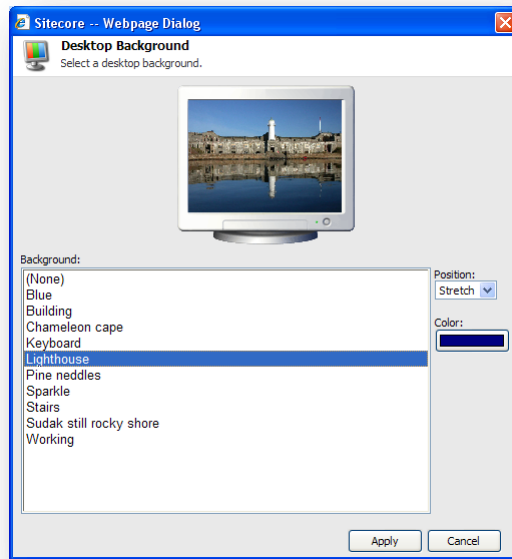 Sitecore -- Webpage Dialog
Desktop Background
Select a desktop background.
Background:
(None)
Blue
Building
Chameleon cape
Keyboard
Lighthouse
Pine neddles
Sparkle
Stairs
Sudak still rocky shore
Working
Position:
Stretch
Color:
Apply
Cancel